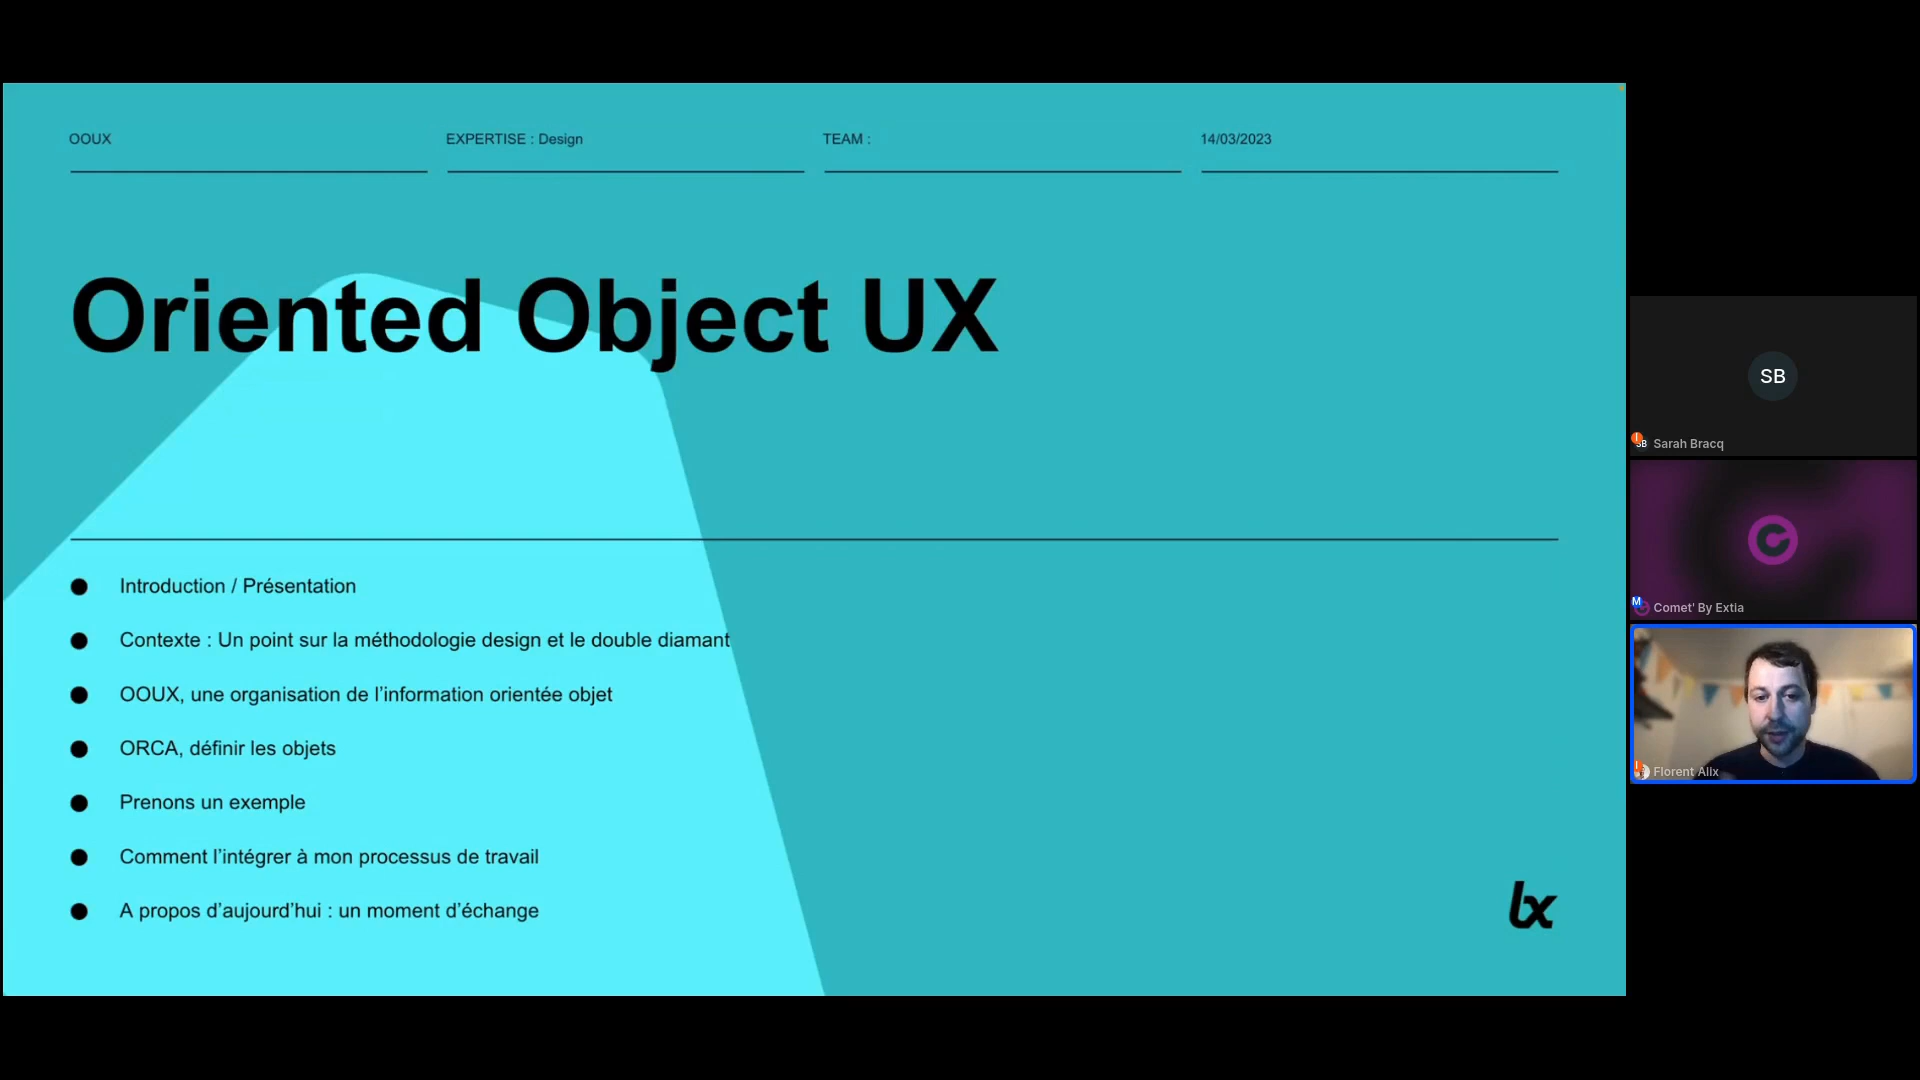 OOUX
EXPERTISE : Design
TEAM :
14/03/2023
Oriented Object UX
Introduction / Présentation
Contexte : Un point sur la méthodologie design et le double diamant
OOUX, une organisation de l’information orientée objet
ORCA, définir les objets
Prenons un exemple
Comment l’intégrer à mon processus de travail
A propos d’aujourd’hui : un moment d’échange
lx
SB
SB Sarah Bracq
M
Comet' By Extia
Florent Alix